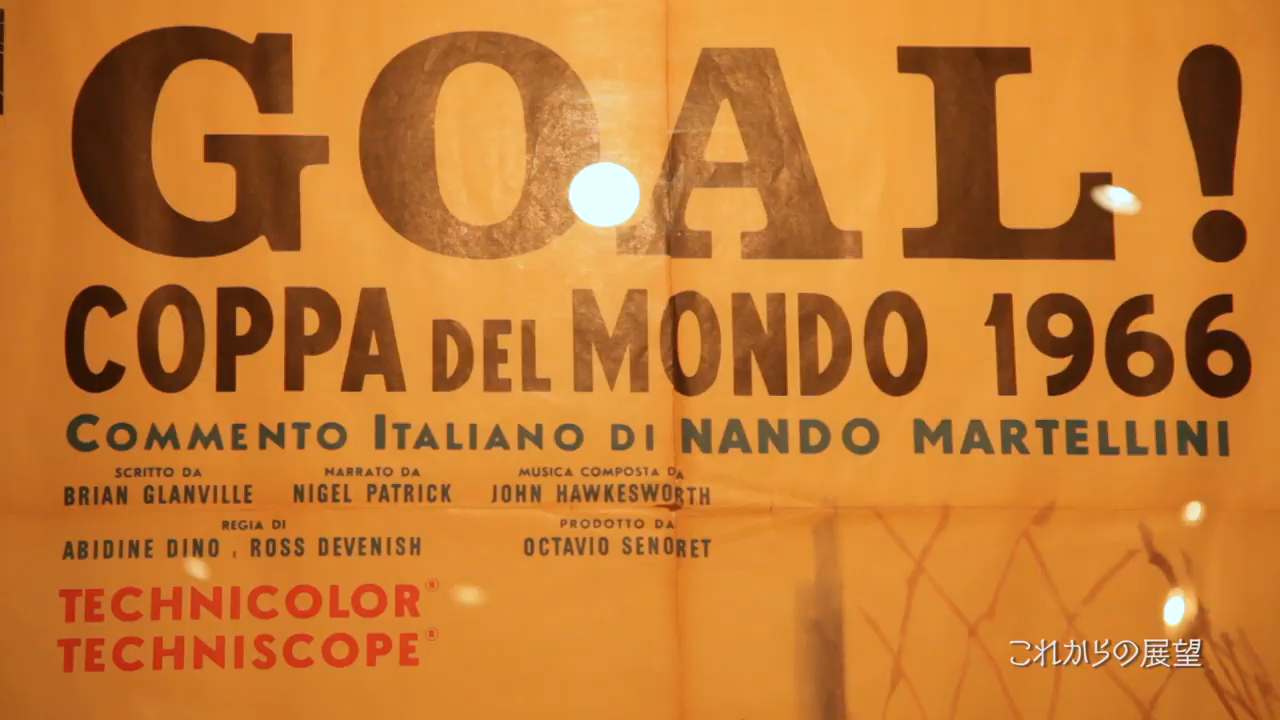 GOAL!
COPPA DEL MONDO 1966
COMMENTO ITALIANO DI NANDO MARTELLINI
SCRITTO DA NARRATO DA MUSICA COMPOSTA DA
BRIAN GLANVILLE NIGEL PATRICK JOHN HAWKESWORTH
REGIA DI PRODOTTO DA
ABIDINE DINO, ROSS DEVENISH OCTAVIO SENORET
TECHNICOLOR®
TECHNISCOPE®
これからの展望